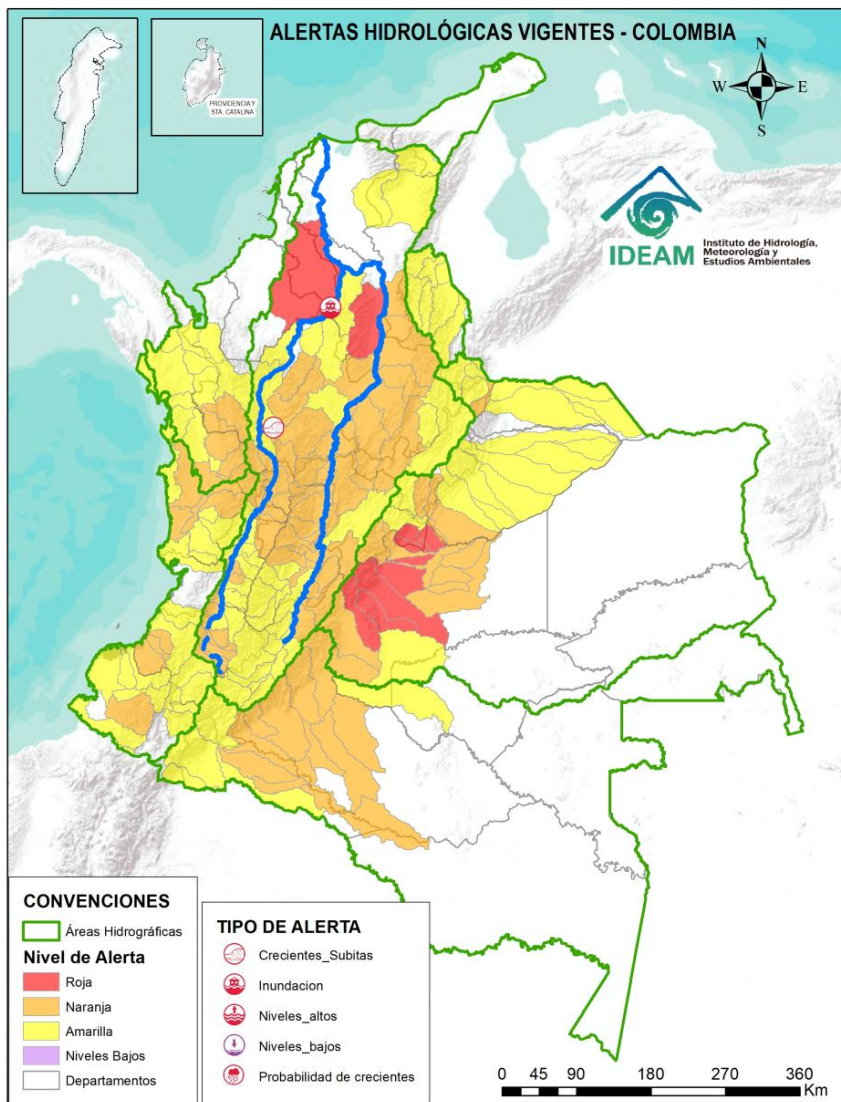 ALERTAS HIDROLÓGICAS VIGENTES - COLOMBIA
PROVIDENCIA Y
STA. CATALINA
N
W
E
S
IDEAM
Instituto de Hidrología,
Meteorología y
Estudios Ambientales
CONVENCIONES
Áreas Hidrográficas
Nivel de Alerta
Roja
Naranja
Amarilla
Niveles Bajos
Departamentos
TIPO DE ALERTA
Crecientes_Subitas
Inundacion
Niveles_altos
Niveles_bajos
Probabilidad de crecientes
0 45 90 180 270 360
Km